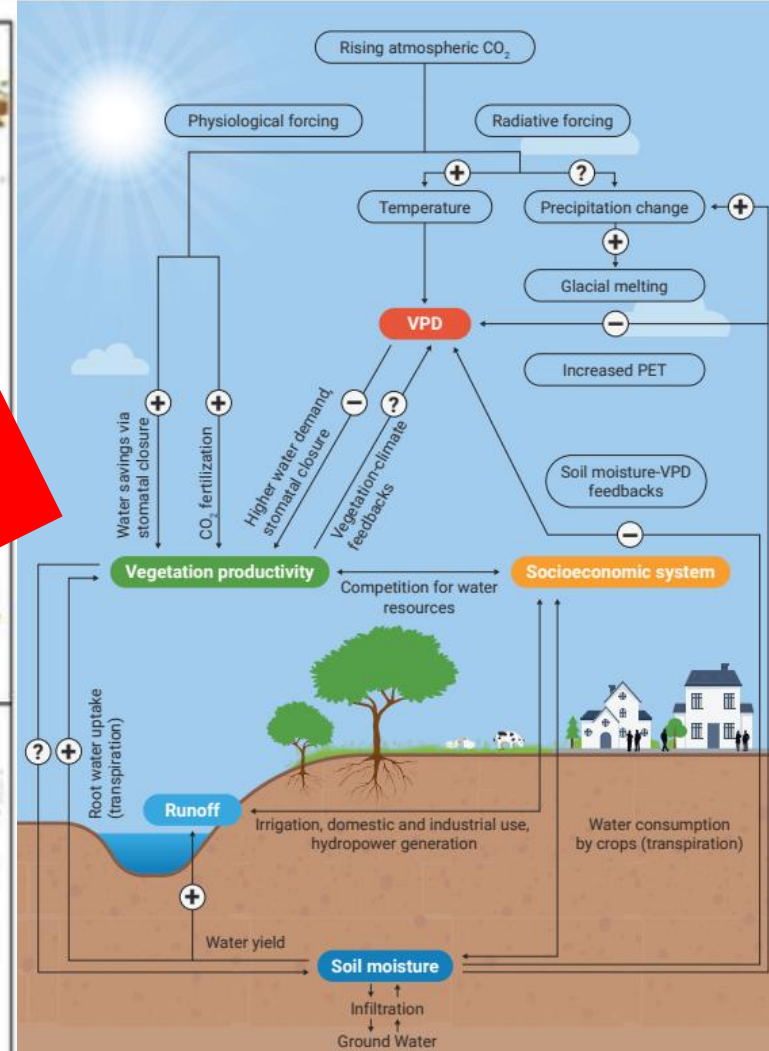 Rising atmospheric CO₂
Physiological forcing
Radiative forcing
+
?
Temperature
Precipitation change
+
+
Glacial melting
VPD
−
Increased PET
+
+
−
?
Water savings via
stomatal closure
CO₂ fertilization
Higher water demand,
stomatal closure
Vegetation-climate
feedbacks
Soil moisture-VPD
feedbacks
−
Vegetation productivity
Socioeconomic system
Competition for water
resources
?
+
Root water uptake
(transpiration)
Runoff
Irrigation, domestic and industrial use,
hydropower generation
Water consumption
by crops (transpiration)
+
Water yield
Soil moisture
Infiltration
Ground Water